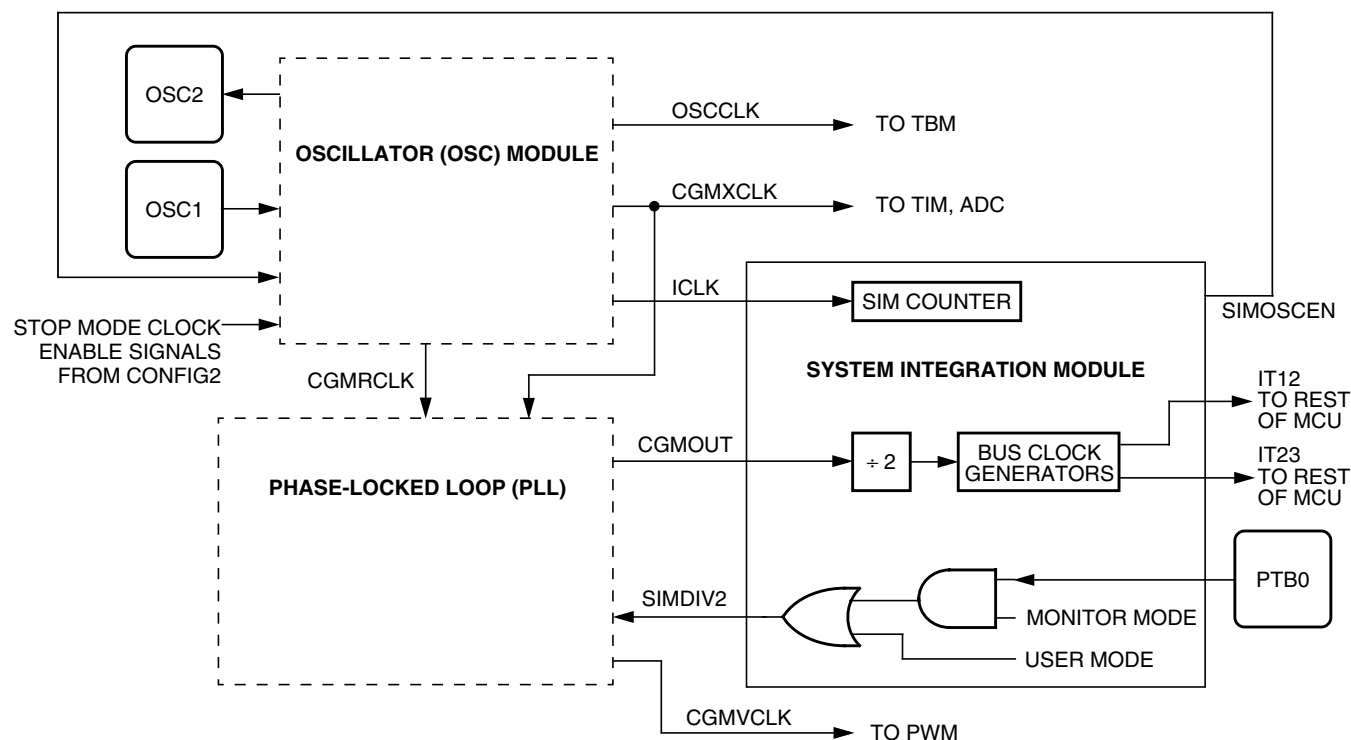 OSC2
OSCCLK
TO TBM
OSCILLATOR (OSC) MODULE
OSC1
CGMXCLK
TO TIM, ADC
ICLK
SIM COUNTER
SIMOSCEN
STOP MODE CLOCK
ENABLE SIGNALS
FROM CONFIG2
CGMRCLK
SYSTEM INTEGRATION MODULE
IT12
TO REST
OF MCU
CGMOUT
÷ 2
BUS CLOCK
GENERATORS
IT23
TO REST
OF MCU
PHASE-LOCKED LOOP (PLL)
PTB0
SIMDIV2
MONITOR MODE
USER MODE
CGMVCLK
TO PWM